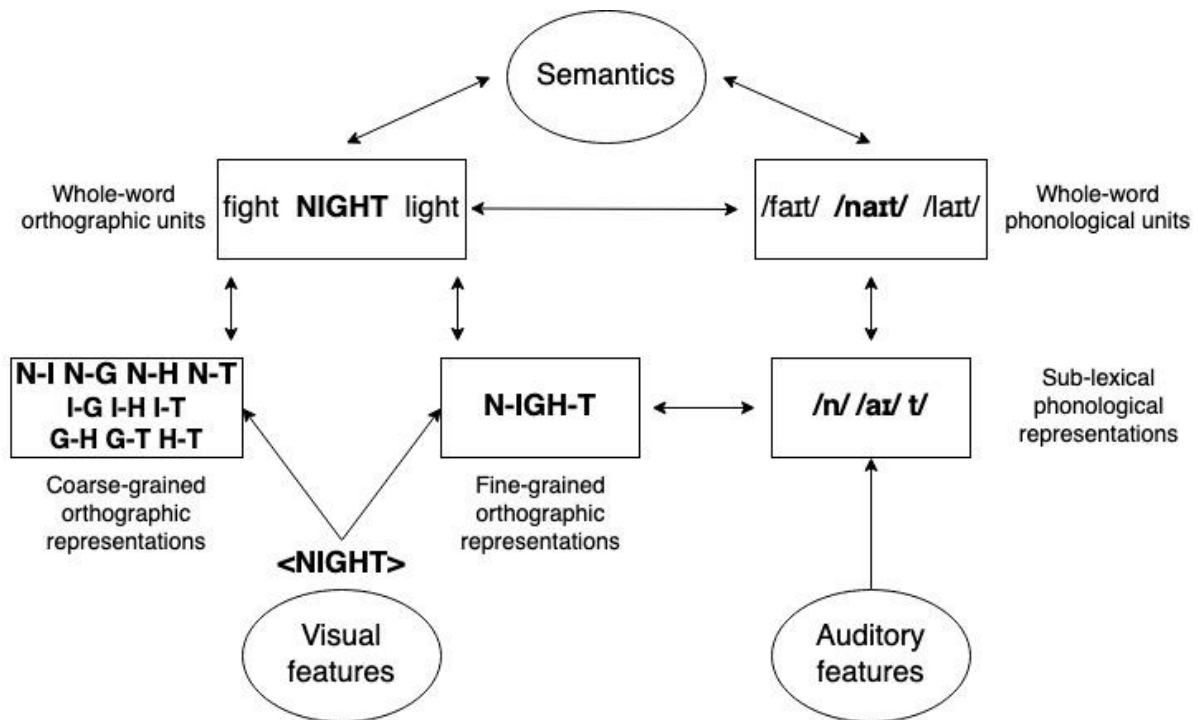 Semantics
Whole-word
orthographic units
fight NIGHT light
/faɪt/ /naɪt/ /laɪt/
Whole-word
phonological units
N-I N-G N-H N-T
I-G I-H I-T
G-H G-T H-T
N-IGH-T
/n/ /aɪ/ t/
Sub-lexical
phonological
representations
Coarse-grained
orthographic
representations
Fine-grained
orthographic
representations
<NIGHT>
Visual
features
Auditory
features